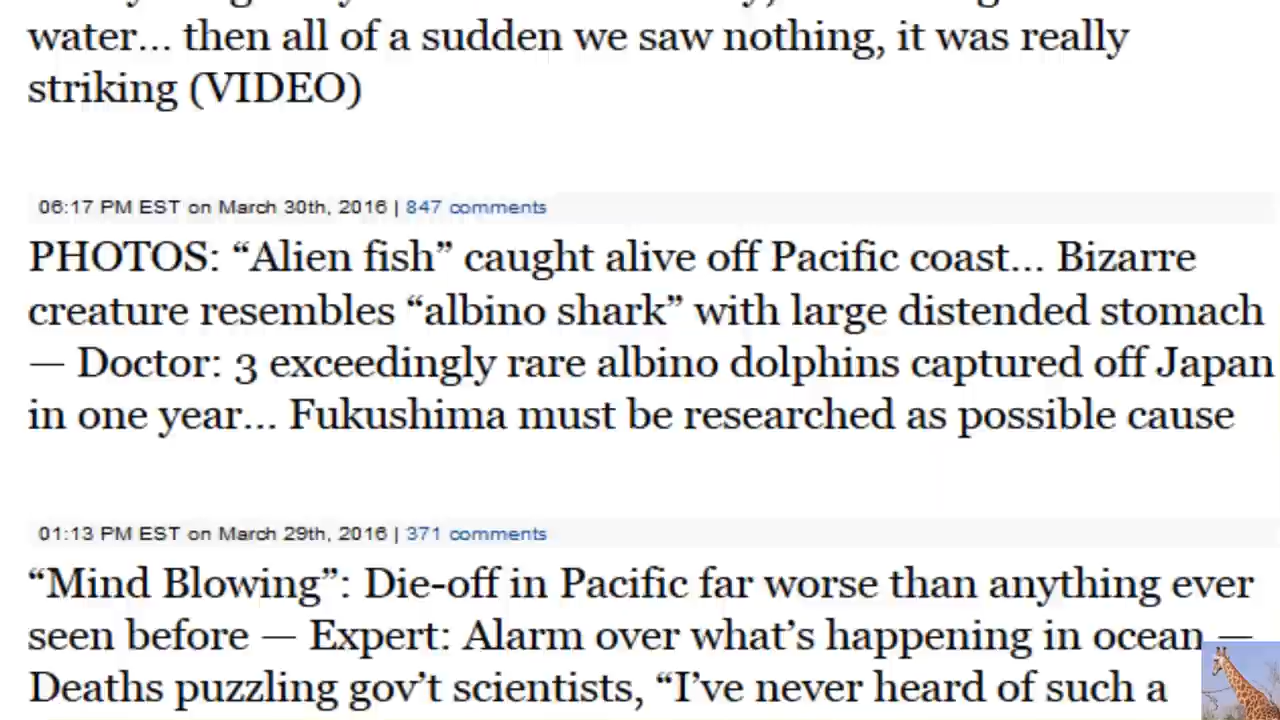 water... then all of a sudden we saw nothing, it was really
striking (VIDEO)
06:17 PM EST on March 30th, 2016 | 847 comments
PHOTOS: “Alien fish” caught alive off Pacific coast... Bizarre
creature resembles “albino shark” with large distended stomach
— Doctor: 3 exceedingly rare albino dolphins captured off Japan
in one year... Fukushima must be researched as possible cause
01:13 PM EST on March 29th, 2016 | 371 comments
“Mind Blowing”: Die-off in Pacific far worse than anything ever
seen before — Expert: Alarm over what’s happening in ocean —
Deaths puzzling gov’t scientists, “I’ve never heard of such a